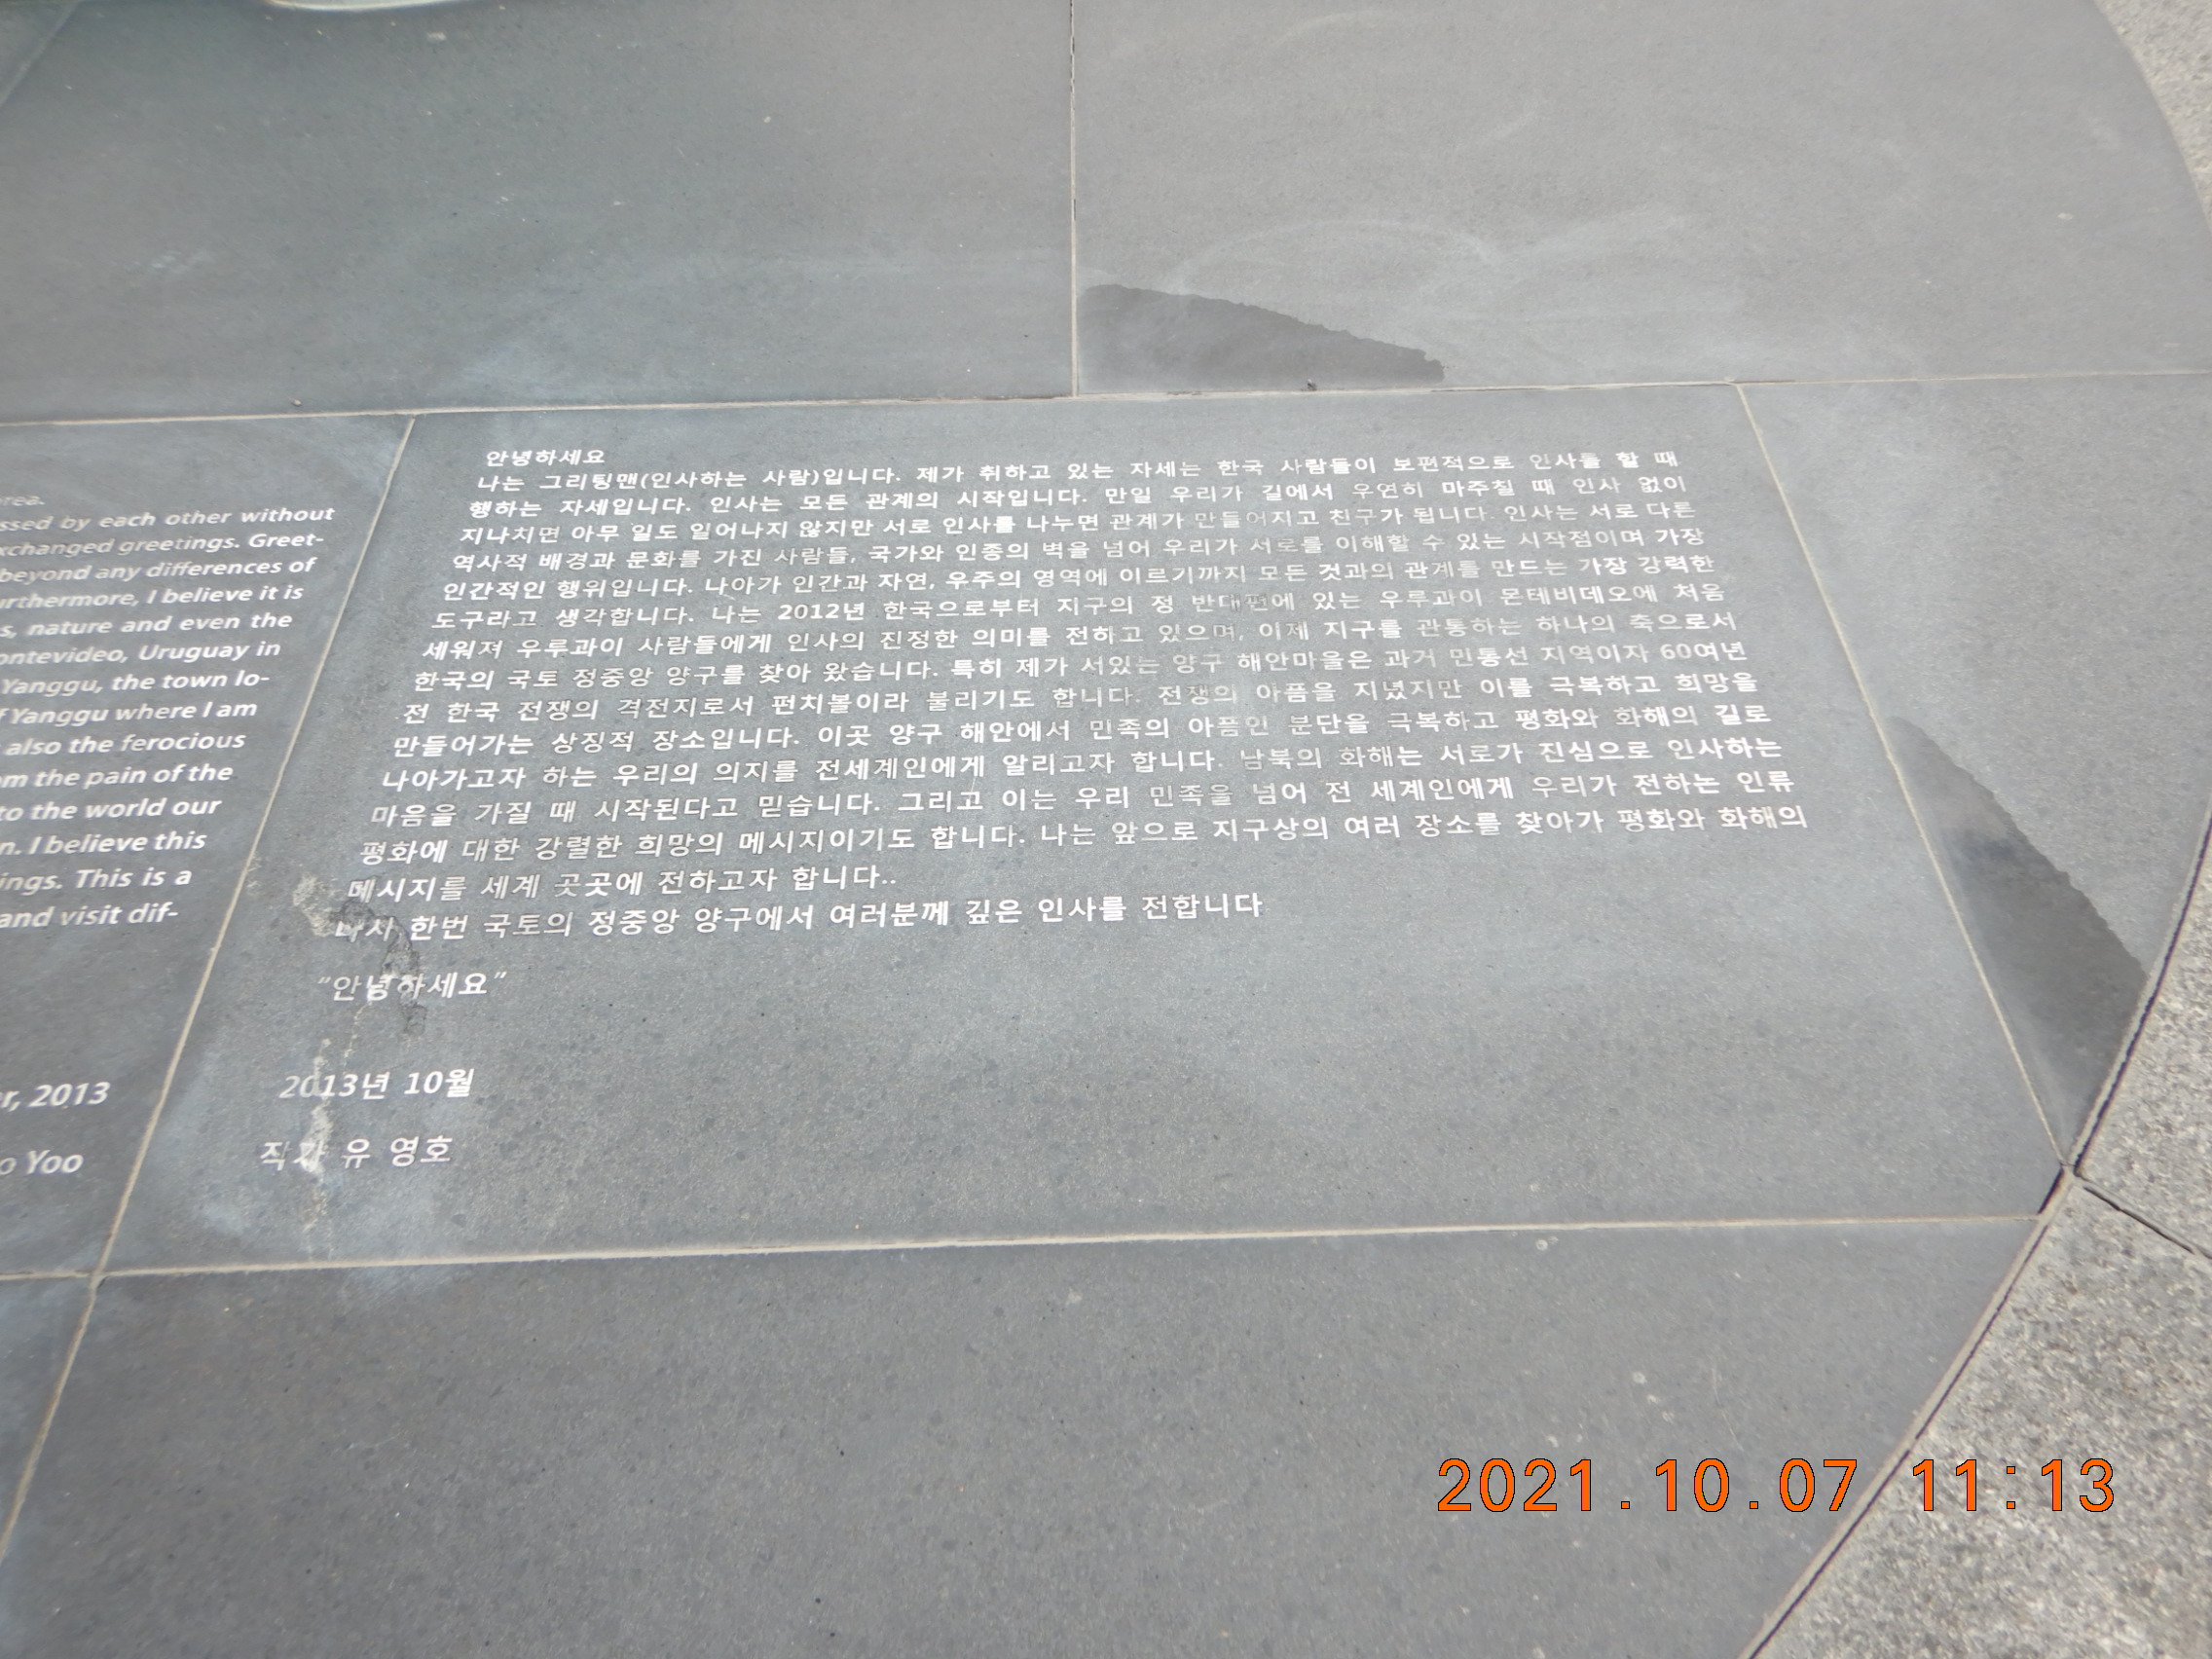 rea.
ssed by each other without
xchanged greetings. Greet-
beyond any differences of
urthermore, I believe it is
s, nature and even the
ontevideo, Uruguay in
Yanggu, the town lo-
f Yanggu where I am
also the ferocious
om the pain of the
to the world our
n. I believe this
ings. This is a
and visit dif-
r, 2013
o Yoo
안녕하세요
나는 그리팅맨(인사하는 사람)입니다. 제가 취하고 있는 자세는 한국 사람들이 보편적으로 인사를 할 때
행하는 자세입니다. 인사는 모든 관계의 시작입니다. 만일 우리가 길에서 우연히 마주칠 때 인사 없이
지나치면 아무 일도 일어나지 않지만 서로 인사를 나누면 관계가 만들어지고 친구가 됩니다. 인사는 서로 다른
역사적 배경과 문화를 가진 사람들, 국가와 인종의 벽을 넘어 우리가 서로를 이해할 수 있는 시작점이며 가장
인간적인 행위입니다. 나아가 인간과 자연, 우주의 영역에 이르기까지 모든 것과의 관계를 만드는 가장 강력한
도구라고 생각합니다. 나는 2012년 한국으로부터 지구의 정 반대편에 있는 우루과이 몬테비데오에 처음
세워져 우루과이 사람들에게 인사의 진정한 의미를 전하고 있으며, 이제 지구를 관통하는 하나의 축으로서
한국의 국토 정중앙 양구를 찾아 왔습니다. 특히 제가 서있는 양구 해안마을은 과거 민통선 지역이자 60여년
전 한국 전쟁의 격전지로서 펀치볼이라 불리기도 합니다. 전쟁의 아픔을 지녔지만 이를 극복하고 희망을
만들어가는 상징적 장소입니다. 이곳 양구 해안에서 민족의 아픔인 분단을 극복하고 평화와 화해의 길로
나아가고자 하는 우리의 의지를 전세계인에게 알리고자 합니다. 남북의 화해는 서로가 진심으로 인사하는
마음을 가질 때 시작된다고 믿습니다. 그리고 이는 우리 민족을 넘어 전 세계인에게 우리가 전하는 인류
평화에 대한 강렬한 희망의 메시지이기도 합니다. 나는 앞으로 지구상의 여러 장소를 찾아가 평화와 화해의
메시지를 세계 곳곳에 전하고자 합니다..
다시 한번 국토의 정중앙 양구에서 여러분께 깊은 인사를 전합니다
“안녕하세요”
2013년 10월
작가 유 영호
2021.10.07 11:13